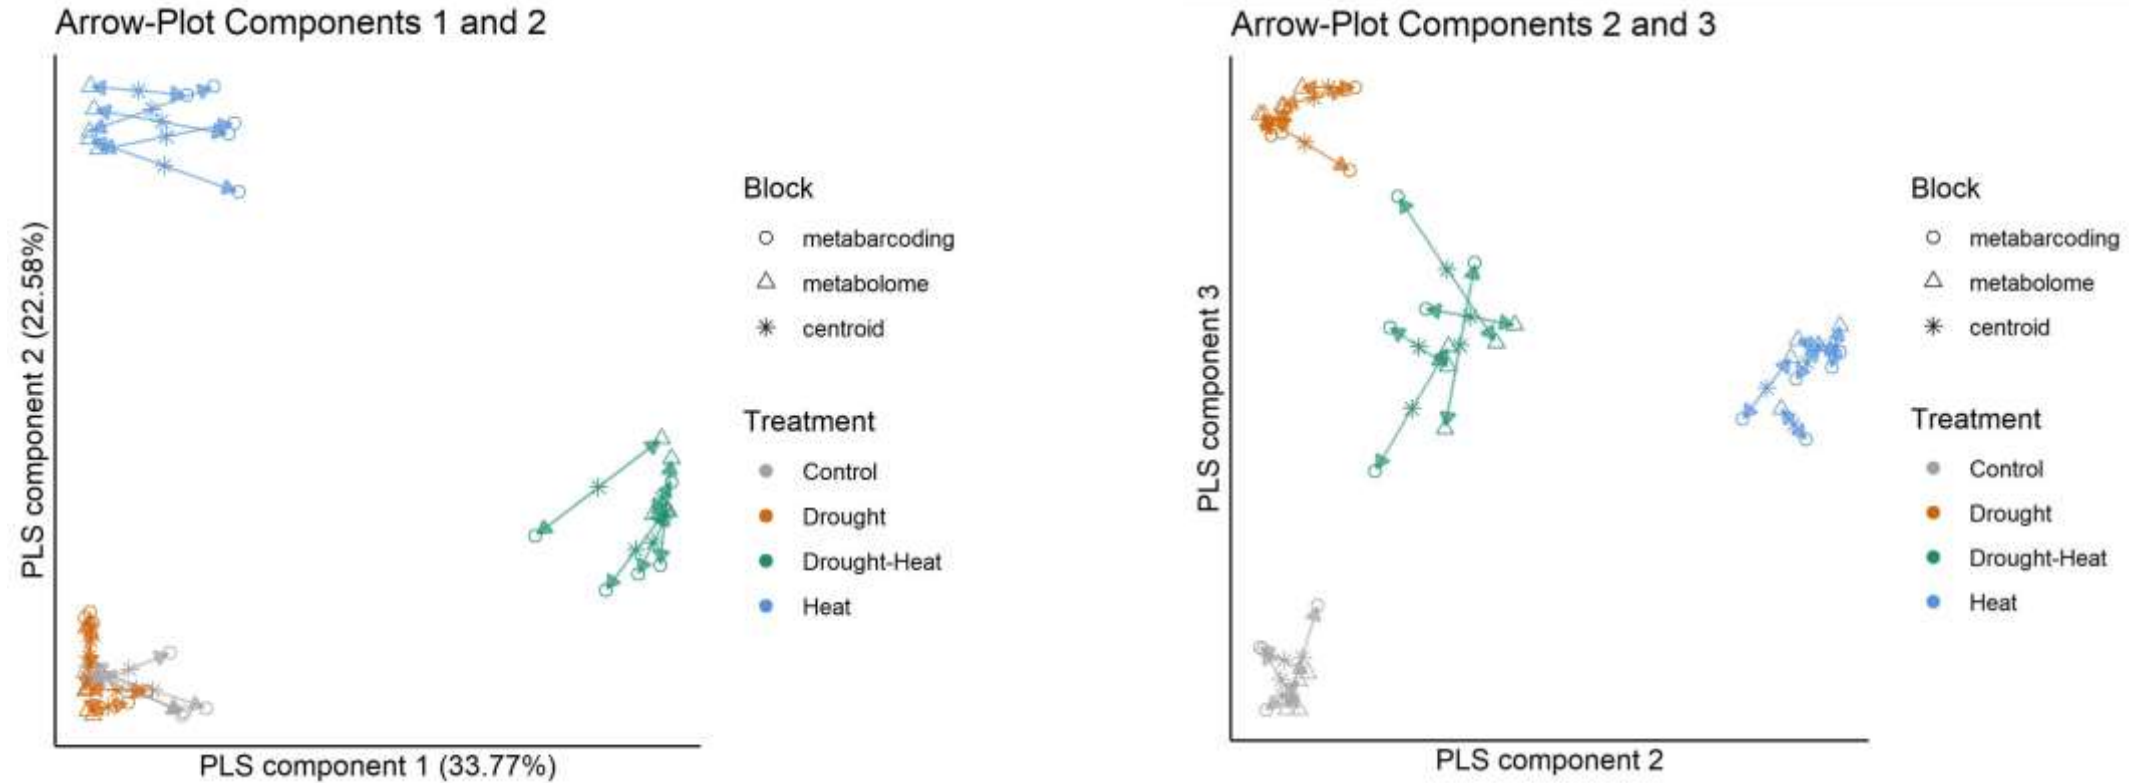 Arrow-Plot Components 1 and 2
PLS component 2 (22.58%)
PLS component 1 (33.77%)
Block
metabarcoding
metabolome
centroid
Treatment
Control
Drought
Drought-Heat
Heat
Arrow-Plot Components 2 and 3
PLS component 3
PLS component 2
Block
metabarcoding
metabolome
centroid
Treatment
Control
Drought
Drought-Heat
Heat